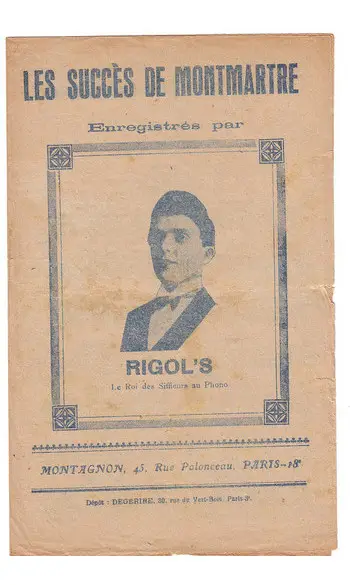 LES SUCCÈS DE MONTMARTRE
Enregistrés par
RIGOL'S
Le Roi des Siffleurs au Phono
MONTAGNON, 45, Rue Polonceau, PARIS-18e
Dépôt : DEGERINE, 30, rue du Vert-Bois, Paris-3e.